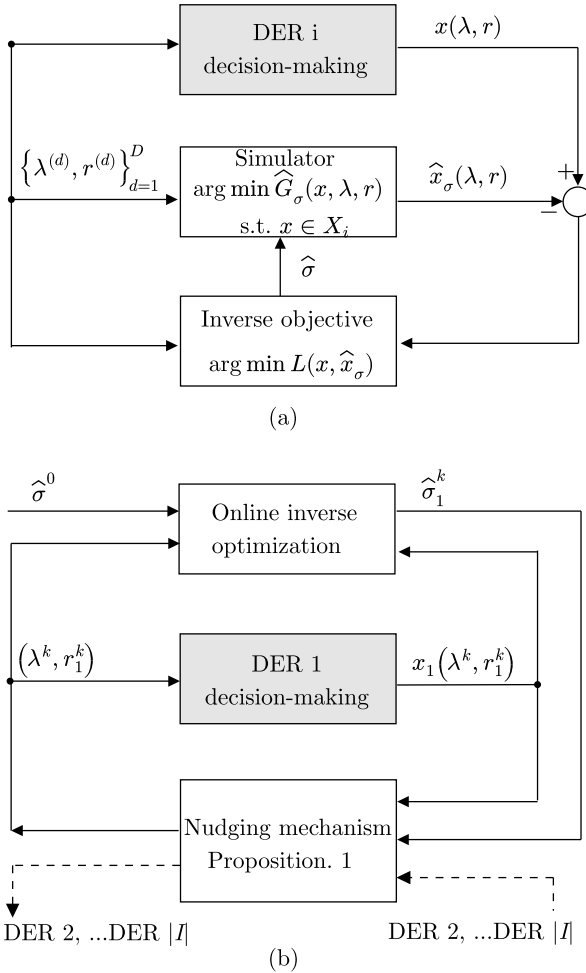 DER i
decision-making
x(λ, r)
{λ^(d), r^(d)}_{d=1}^D
Simulator
arg min Ĝ_σ(x, λ, r)
s.t. x ∈ X_i
x̂_σ(λ, r)
+
−
σ̂
Inverse objective
arg min L(x, x̂_σ)
(a)
σ̂^0
Online inverse
optimization
σ̂_1^k
(λ^k, r_1^k)
DER 1
decision-making
x_1(λ^k, r_1^k)
Nudging mechanism
Proposition. 1
DER 2, ...DER |I|
DER 2, ...DER |I|
(b)